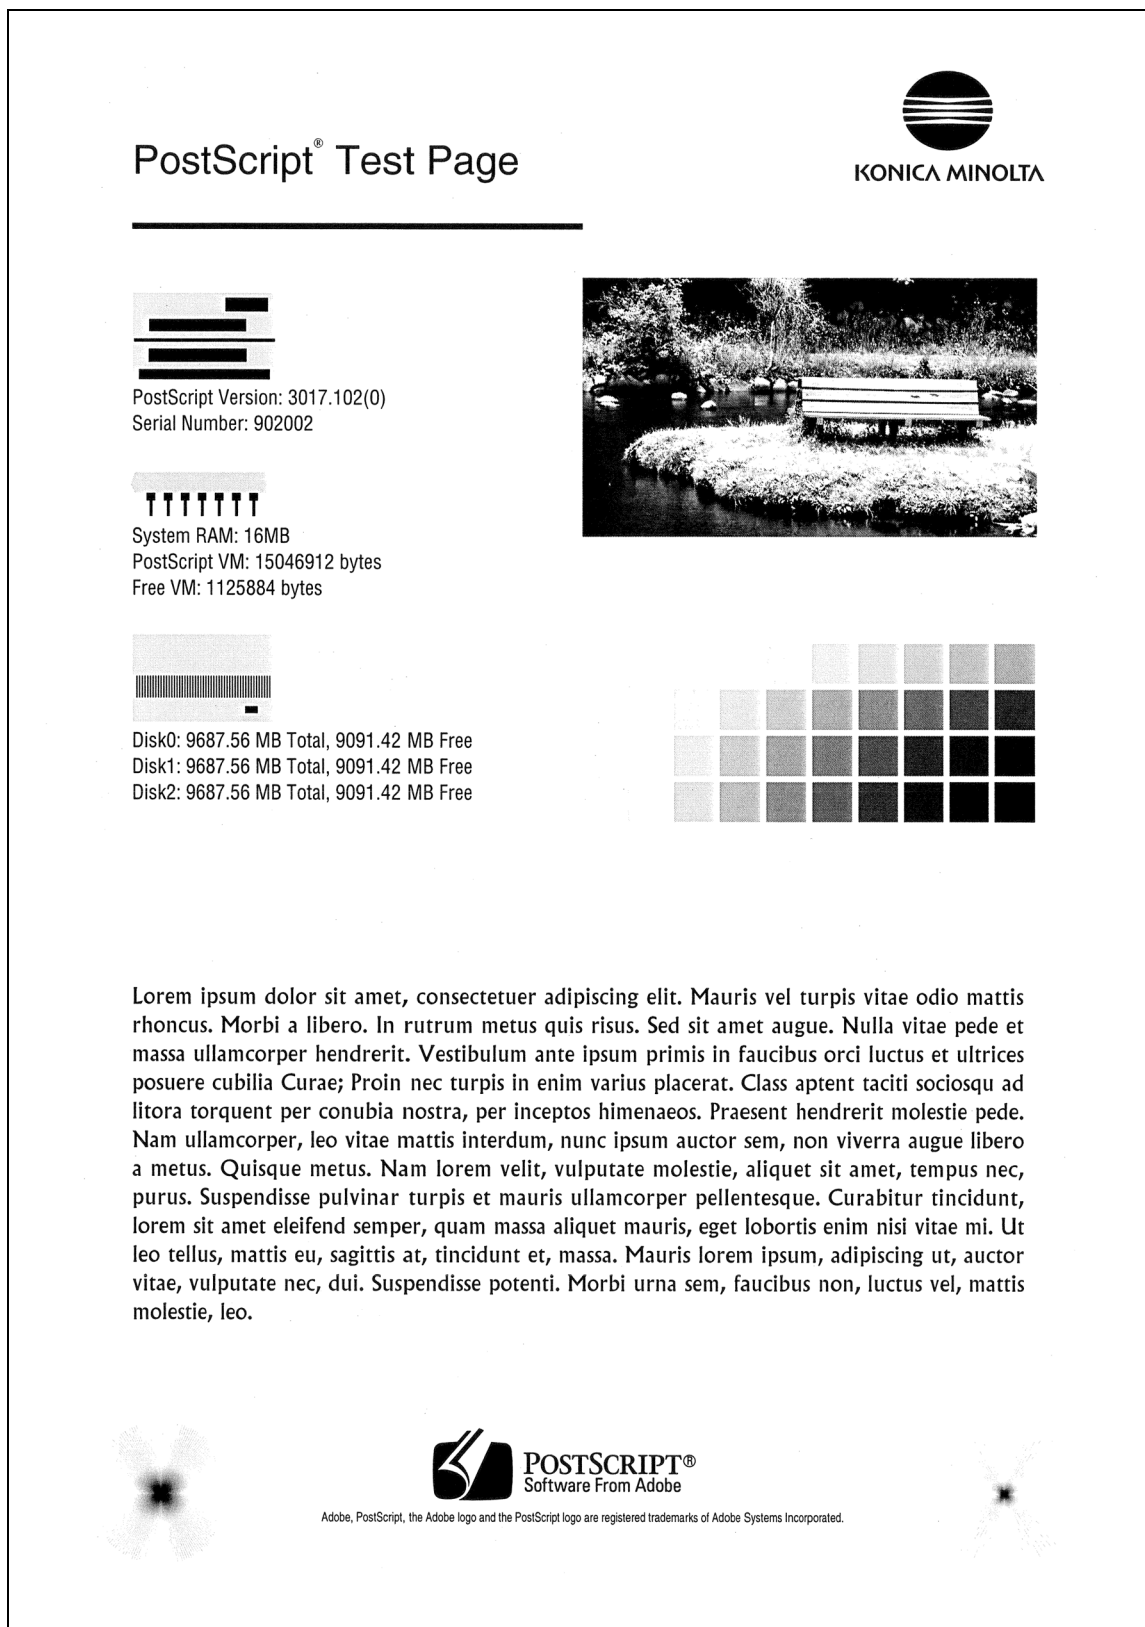 PostScript® Test Page
KONICA MINOLTA
PostScript Version: 3017.102(0)
Serial Number: 902002
System RAM: 16MB
PostScript VM: 15046912 bytes
Free VM: 1125884 bytes
Disk0: 9687.56 MB Total, 9091.42 MB Free
Disk1: 9687.56 MB Total, 9091.42 MB Free
Disk2: 9687.56 MB Total, 9091.42 MB Free
Lorem ipsum dolor sit amet, consectetuer adipiscing elit. Mauris vel turpis vitae odio mattis
rhoncus. Morbi a libero. In rutrum metus quis risus. Sed sit amet augue. Nulla vitae pede et
massa ullamcorper hendrerit. Vestibulum ante ipsum primis in faucibus orci luctus et ultrices
posuere cubilia Curae; Proin nec turpis in enim varius placerat. Class aptent taciti sociosqu ad
litora torquent per conubia nostra, per inceptos himenaeos. Praesent hendrerit molestie pede.
Nam ullamcorper, leo vitae mattis interdum, nunc ipsum auctor sem, non viverra augue libero
a metus. Quisque metus. Nam lorem velit, vulputate molestie, aliquet sit amet, tempus nec,
purus. Suspendisse pulvinar turpis et mauris ullamcorper pellentesque. Curabitur tincidunt,
lorem sit amet eleifend semper, quam massa aliquet mauris, eget lobortis enim nisi vitae mi. Ut
leo tellus, mattis eu, sagittis at, tincidunt et, massa. Mauris lorem ipsum, adipiscing ut, auctor
vitae, vulputate nec, dui. Suspendisse potenti. Morbi urna sem, faucibus non, luctus vel, mattis
molestie, leo.
POSTSCRIPT®
Software From Adobe
Adobe, PostScript, the Adobe logo and the PostScript logo are registered trademarks of Adobe Systems Incorporated.